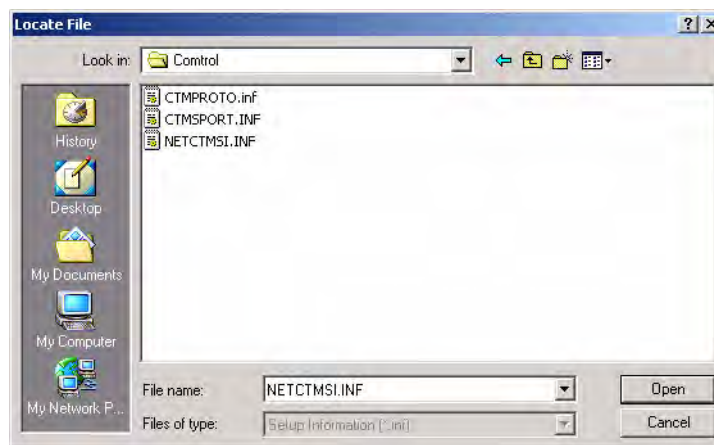 Locate File
Look in: Comtrol
CTMPROTO.inf
CTMSPORT.INF
NETCTMSI.INF
History
Desktop
My Documents
My Computer
My Network P...
File name: NETCTMSI.INF Open
Files of type: Setup Information (*.inf) Cancel